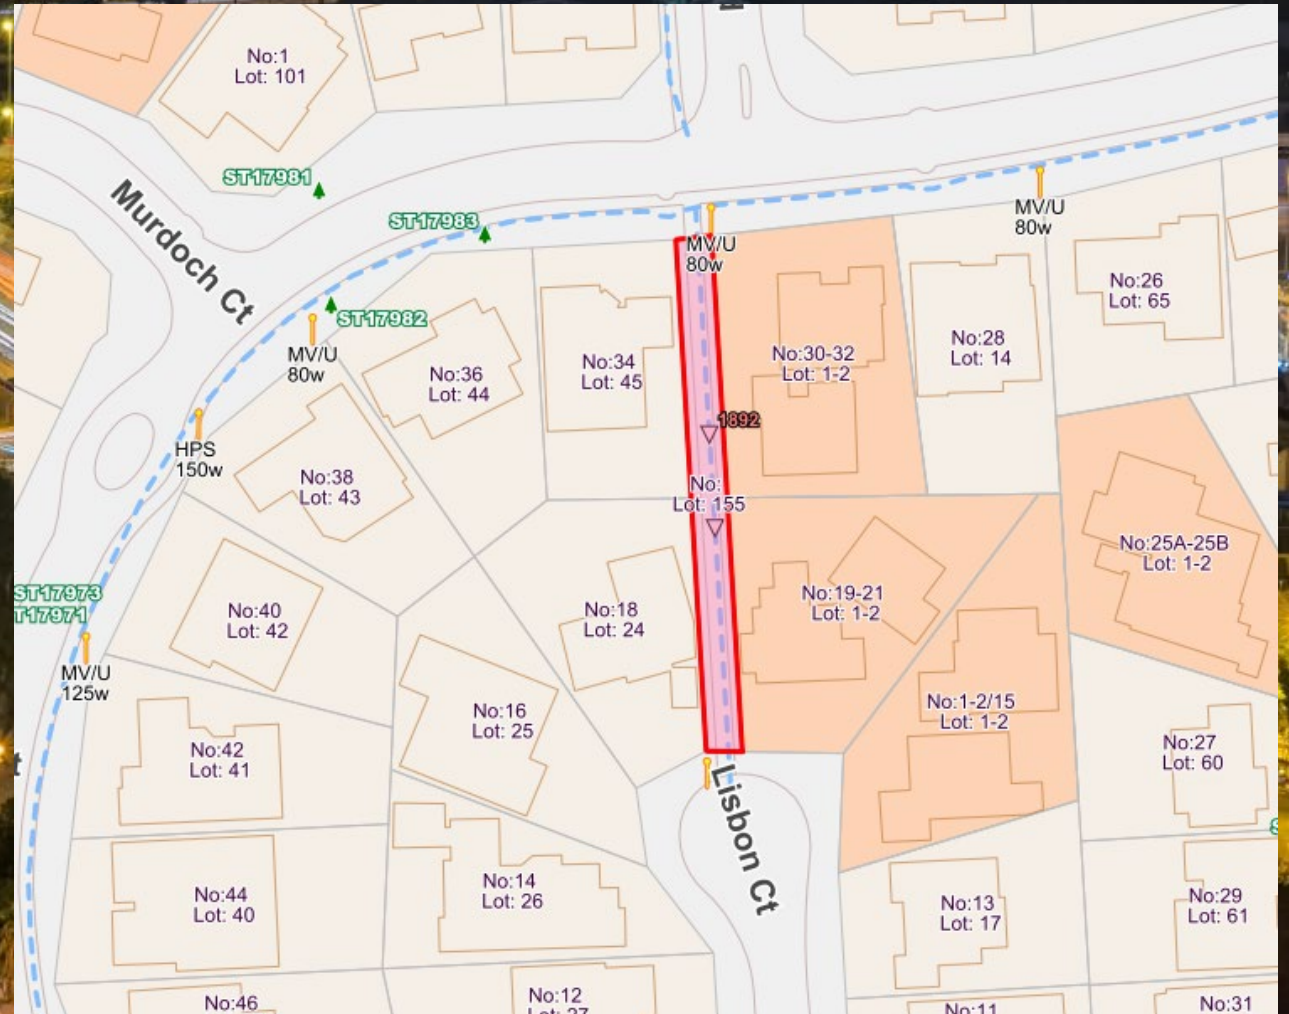 No:1
Lot: 101
ST17981
Murdoch Ct
ST17983
MV/U
80w
MV/U
80w
ST17982
MV/U
80w
No:26
Lot: 65
No:28
Lot: 14
No:30-32
Lot: 1-2
No:34
Lot: 45
No:36
Lot: 44
1892
HPS
150w
No:38
Lot: 43
No:
Lot: 155
No:25A-25B
Lot: 1-2
ST17973
T17971
No:40
Lot: 42
No:18
Lot: 24
No:19-21
Lot: 1-2
MV/U
125w
No:16
Lot: 25
No:1-2/15
Lot: 1-2
No:42
Lot: 41
No:27
Lot: 60
Lisbon Ct
No:44
Lot: 40
No:14
Lot: 26
No:13
Lot: 17
No:29
Lot: 61
No:46
No:12
Lot: 27
No:11
No:31